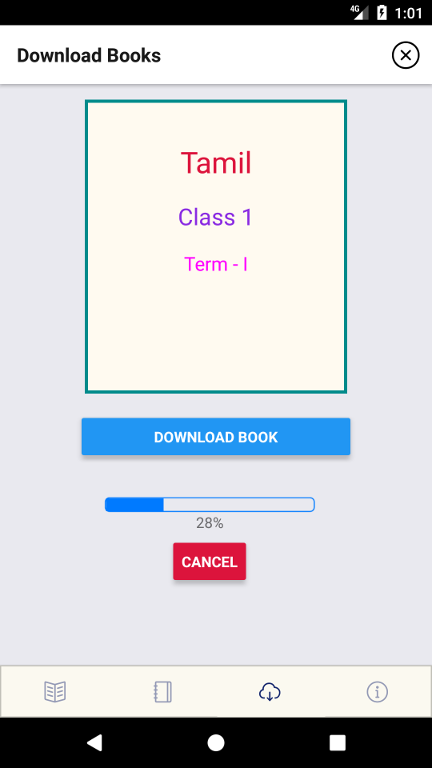 4G 1:01
Download Books
Tamil
Class 1
Term - I
DOWNLOAD BOOK
28%
CANCEL